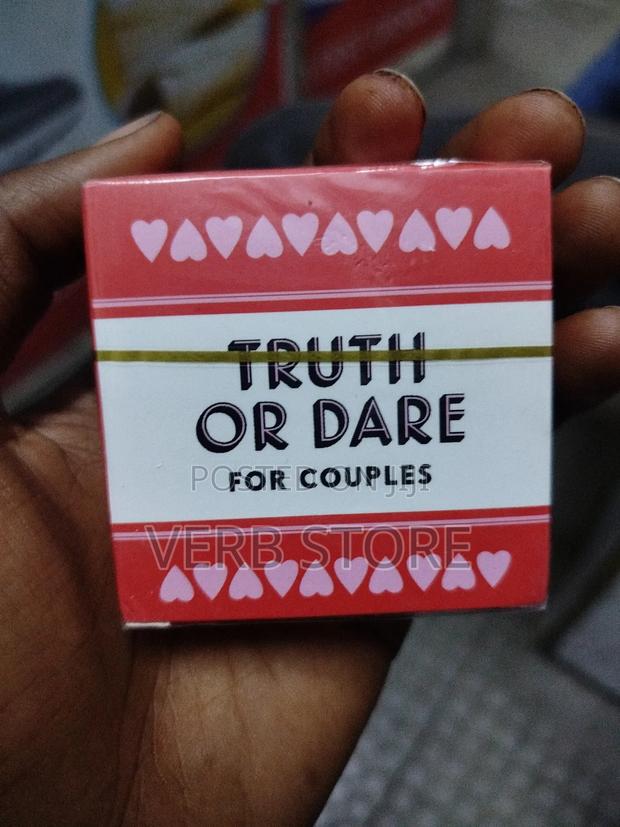 TRUTH
OR DARE
FOR COUPLES
POSTED ON Jiji
VERB STORE